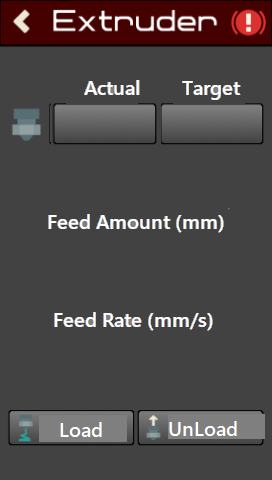 Extruder
Actual Target
Feed Amount (mm)
Feed Rate (mm/s)
Load UnLoad